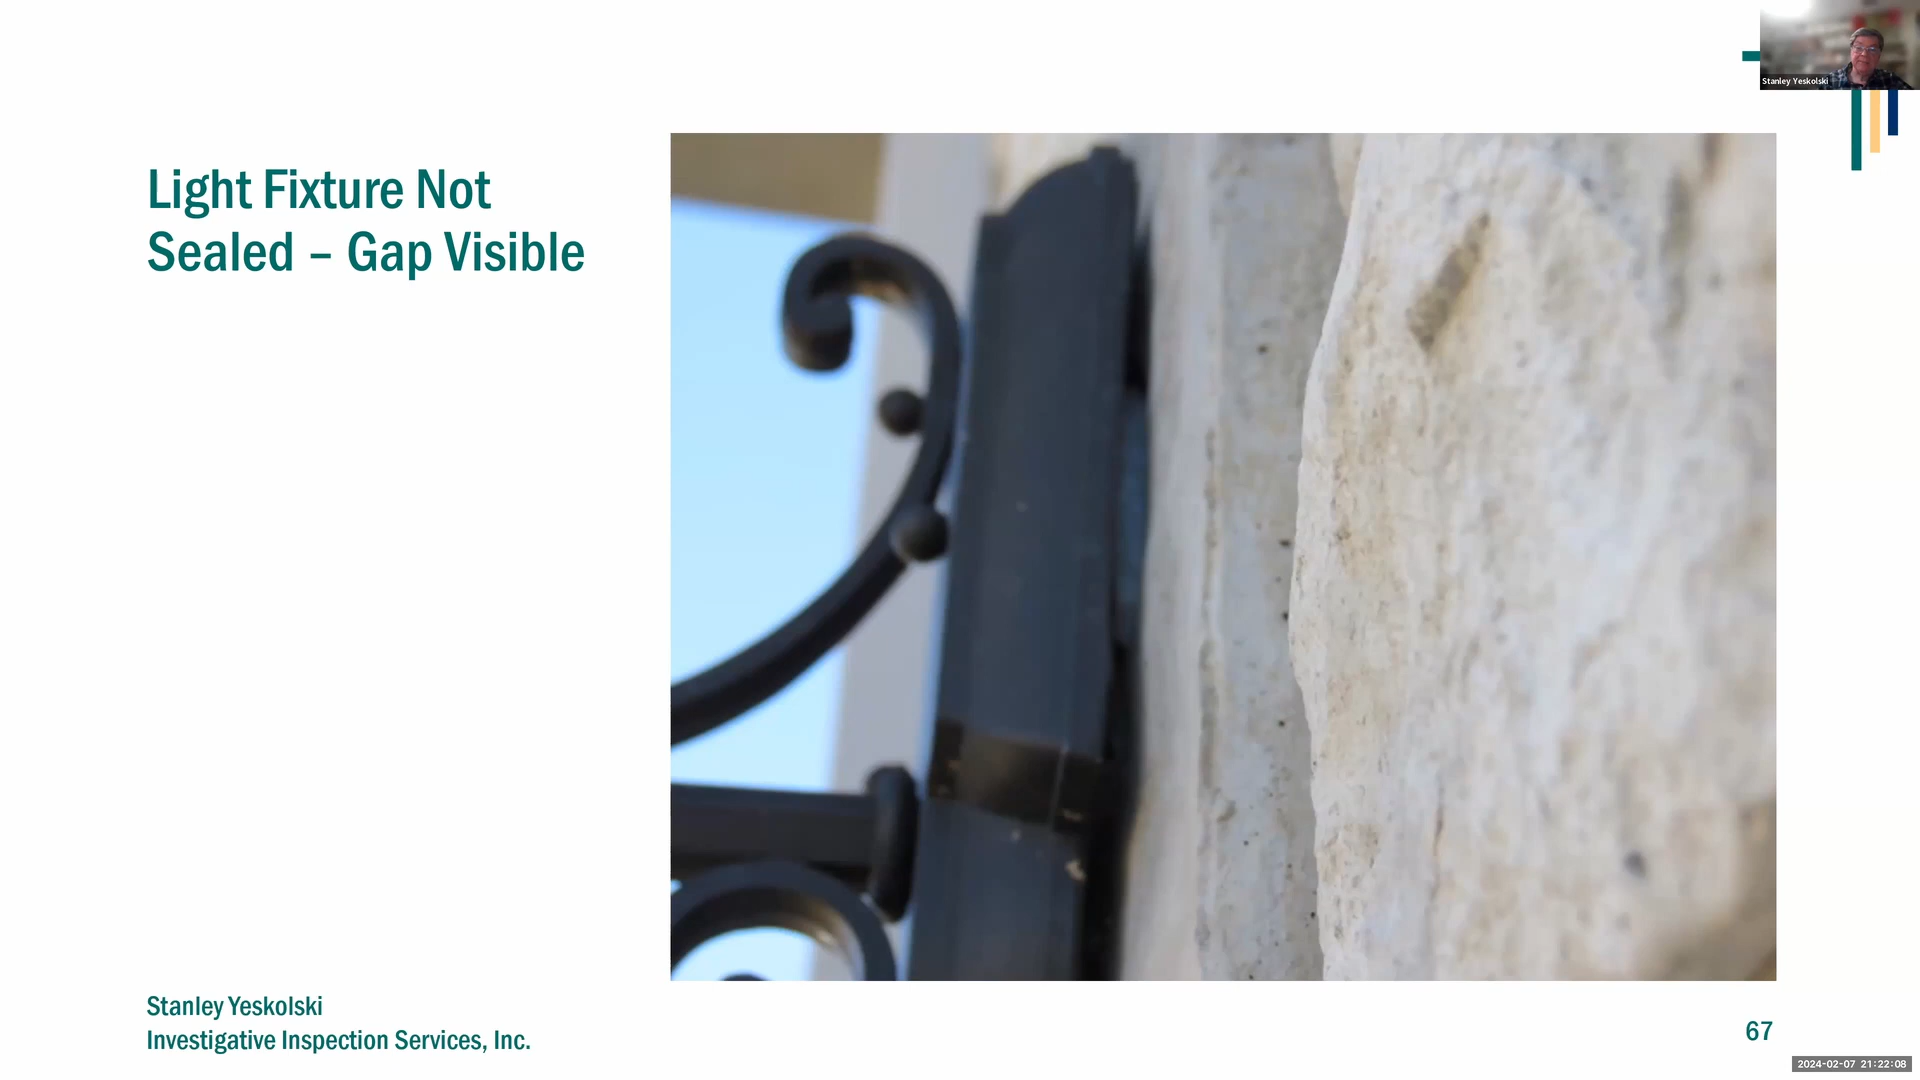 Stanley Yeskolski
Light Fixture Not
Sealed – Gap Visible
Stanley Yeskolski
Investigative Inspection Services, Inc.
67
2024-02-07 21:22:08